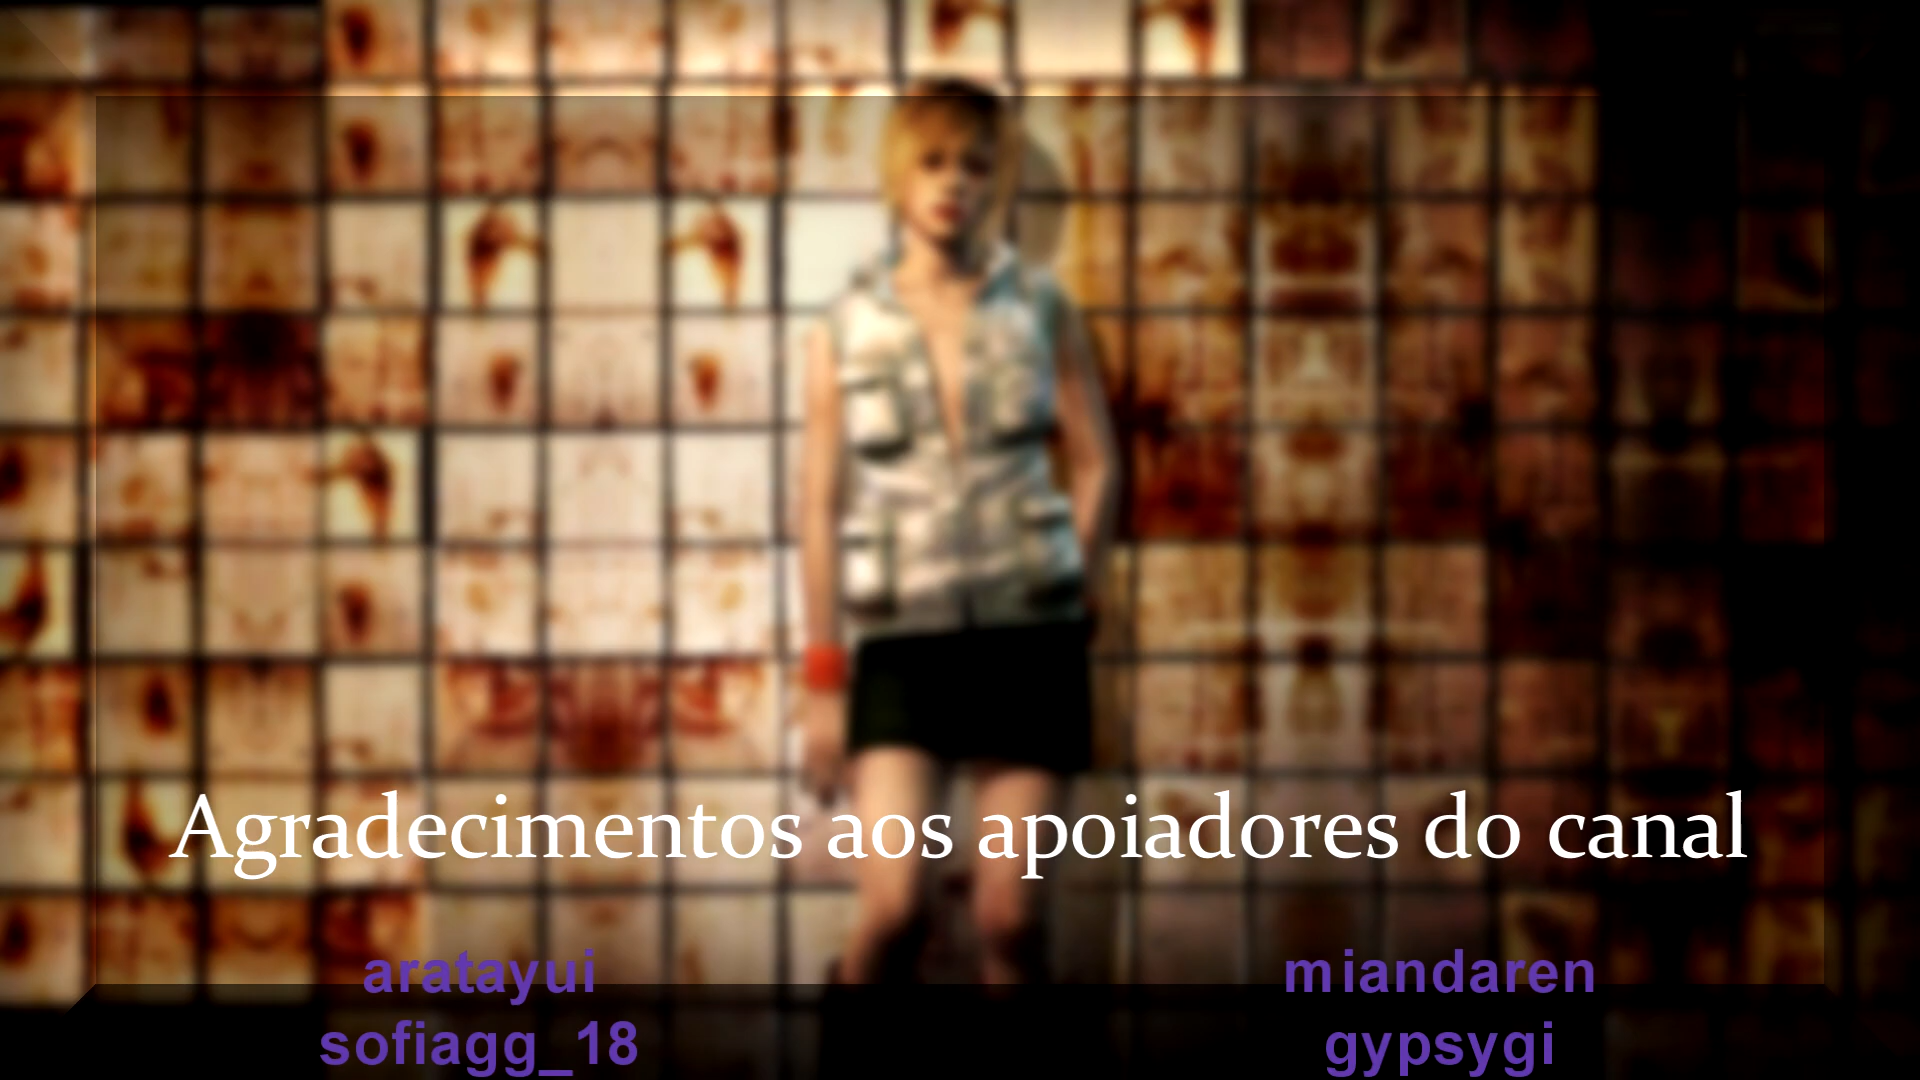 Agradecimentos aos apoiadores do canal
aratayui
miandaren
sofiagg_18
gypsygi